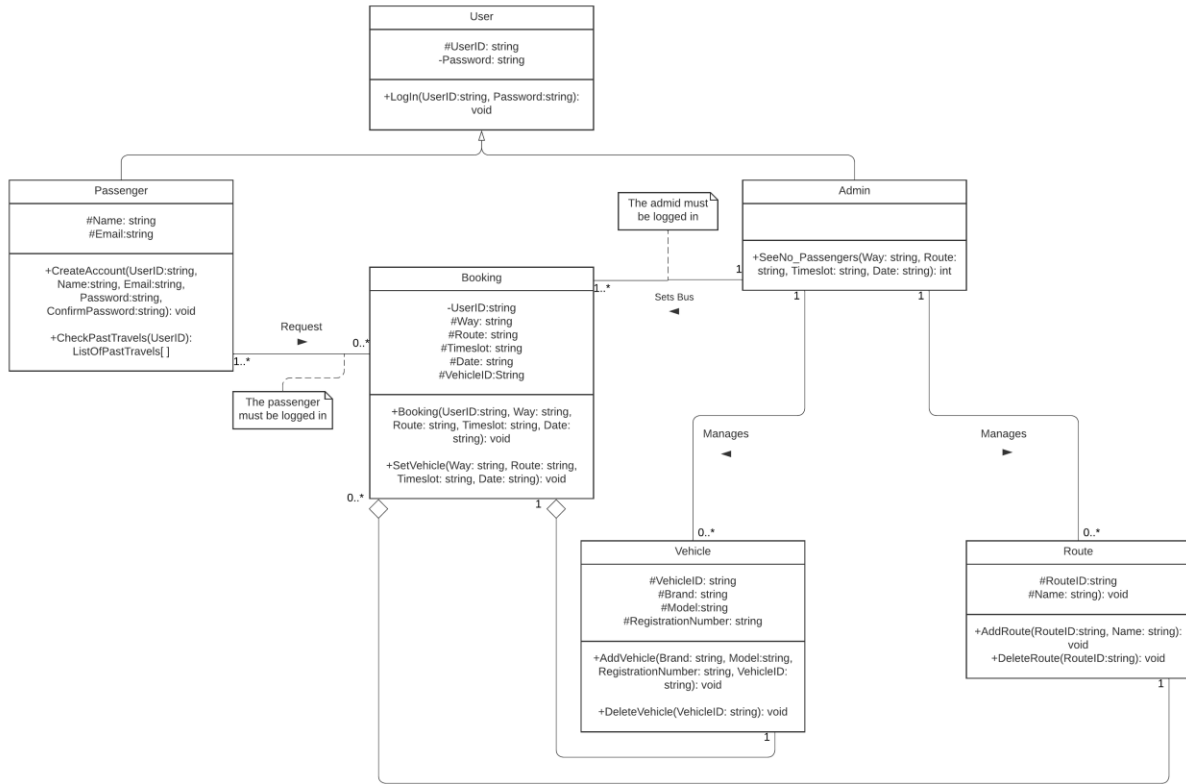 User
#UserID: string
-Password: string
+LogIn(UserID:string, Password:string):
void
Passenger
#Name: string
#Email:string
+CreateAccount(UserID:string,
Name:string, Email:string,
Password:string,
ConfirmPassword:string): void
+CheckPastTravels(UserID):
ListOfPastTravels[ ]
1..*
Request
0..*
The passenger
must be logged in
The admid must
be logged in
Admin
+SeeNo_Passengers(Way: string, Route:
string, Timeslot: string, Date: string): int
1
1
1
1..*
Sets Bus
Booking
-UserID:string
#Way: string
#Route: string
#Timeslot: string
#Date: string
#VehicleID:String
+Booking(UserID:string, Way: string,
Route: string, Timeslot: string, Date:
string): void
+SetVehicle(Way: string, Route: string,
Timeslot: string, Date: string): void
0..*
1
Manages
Manages
0..*
0..*
Vehicle
#VehicleID: string
#Brand: string
#Model:string
#RegistrationNumber: string
+AddVehicle(Brand: string, Model:string,
RegistrationNumber: string, VehicleID:
string): void
+DeleteVehicle(VehicleID: string): void
1
Route
#RouteID:string
#Name: string): void
+AddRoute(RouteID:string, Name: string):
void
+DeleteRoute(RouteID:string): void
1